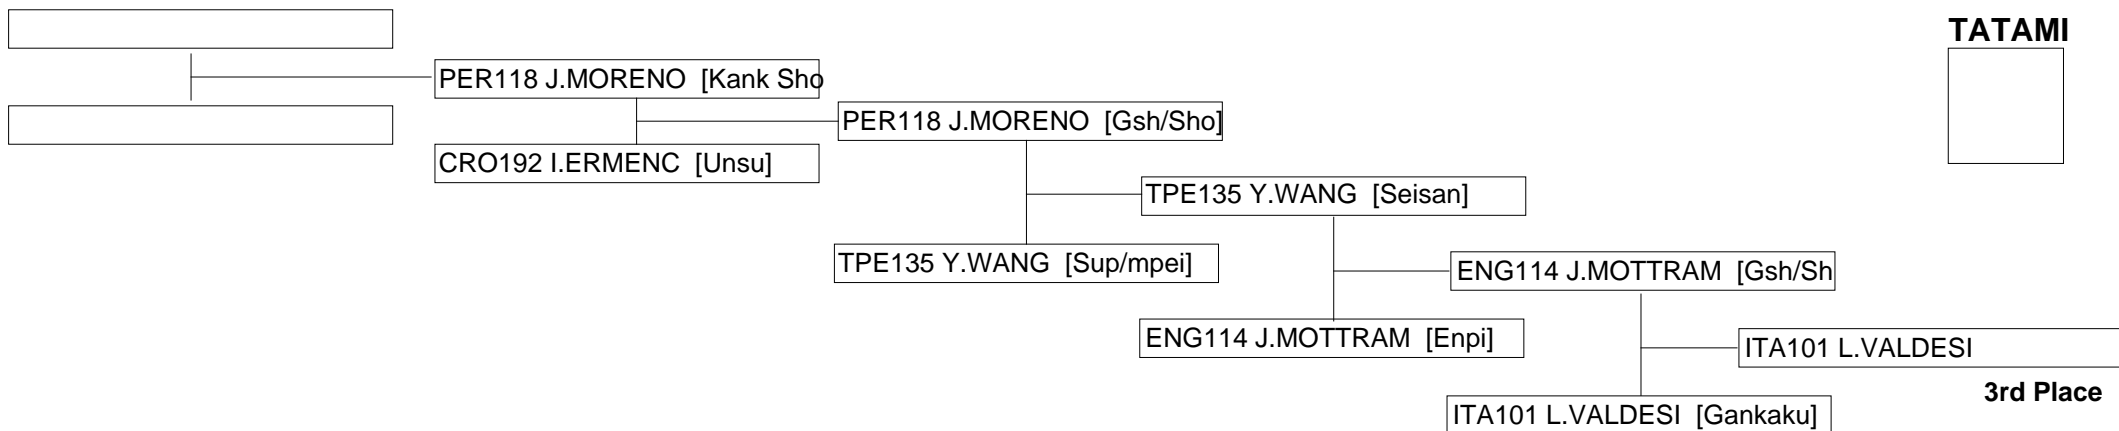 TATAMI
PER118 J.MORENO [Kank Sho
PER118 J.MORENO [Gsh/Sho]
CRO192 I.ERMENC [Unsu]
TPE135 Y.WANG [Seisan]
TPE135 Y.WANG [Sup/mpei]
ENG114 J.MOTTRAM [Gsh/Sh
ENG114 J.MOTTRAM [Enpi]
ITA101 L.VALDESI
3rd Place
ITA101 L.VALDESI [Gankaku]